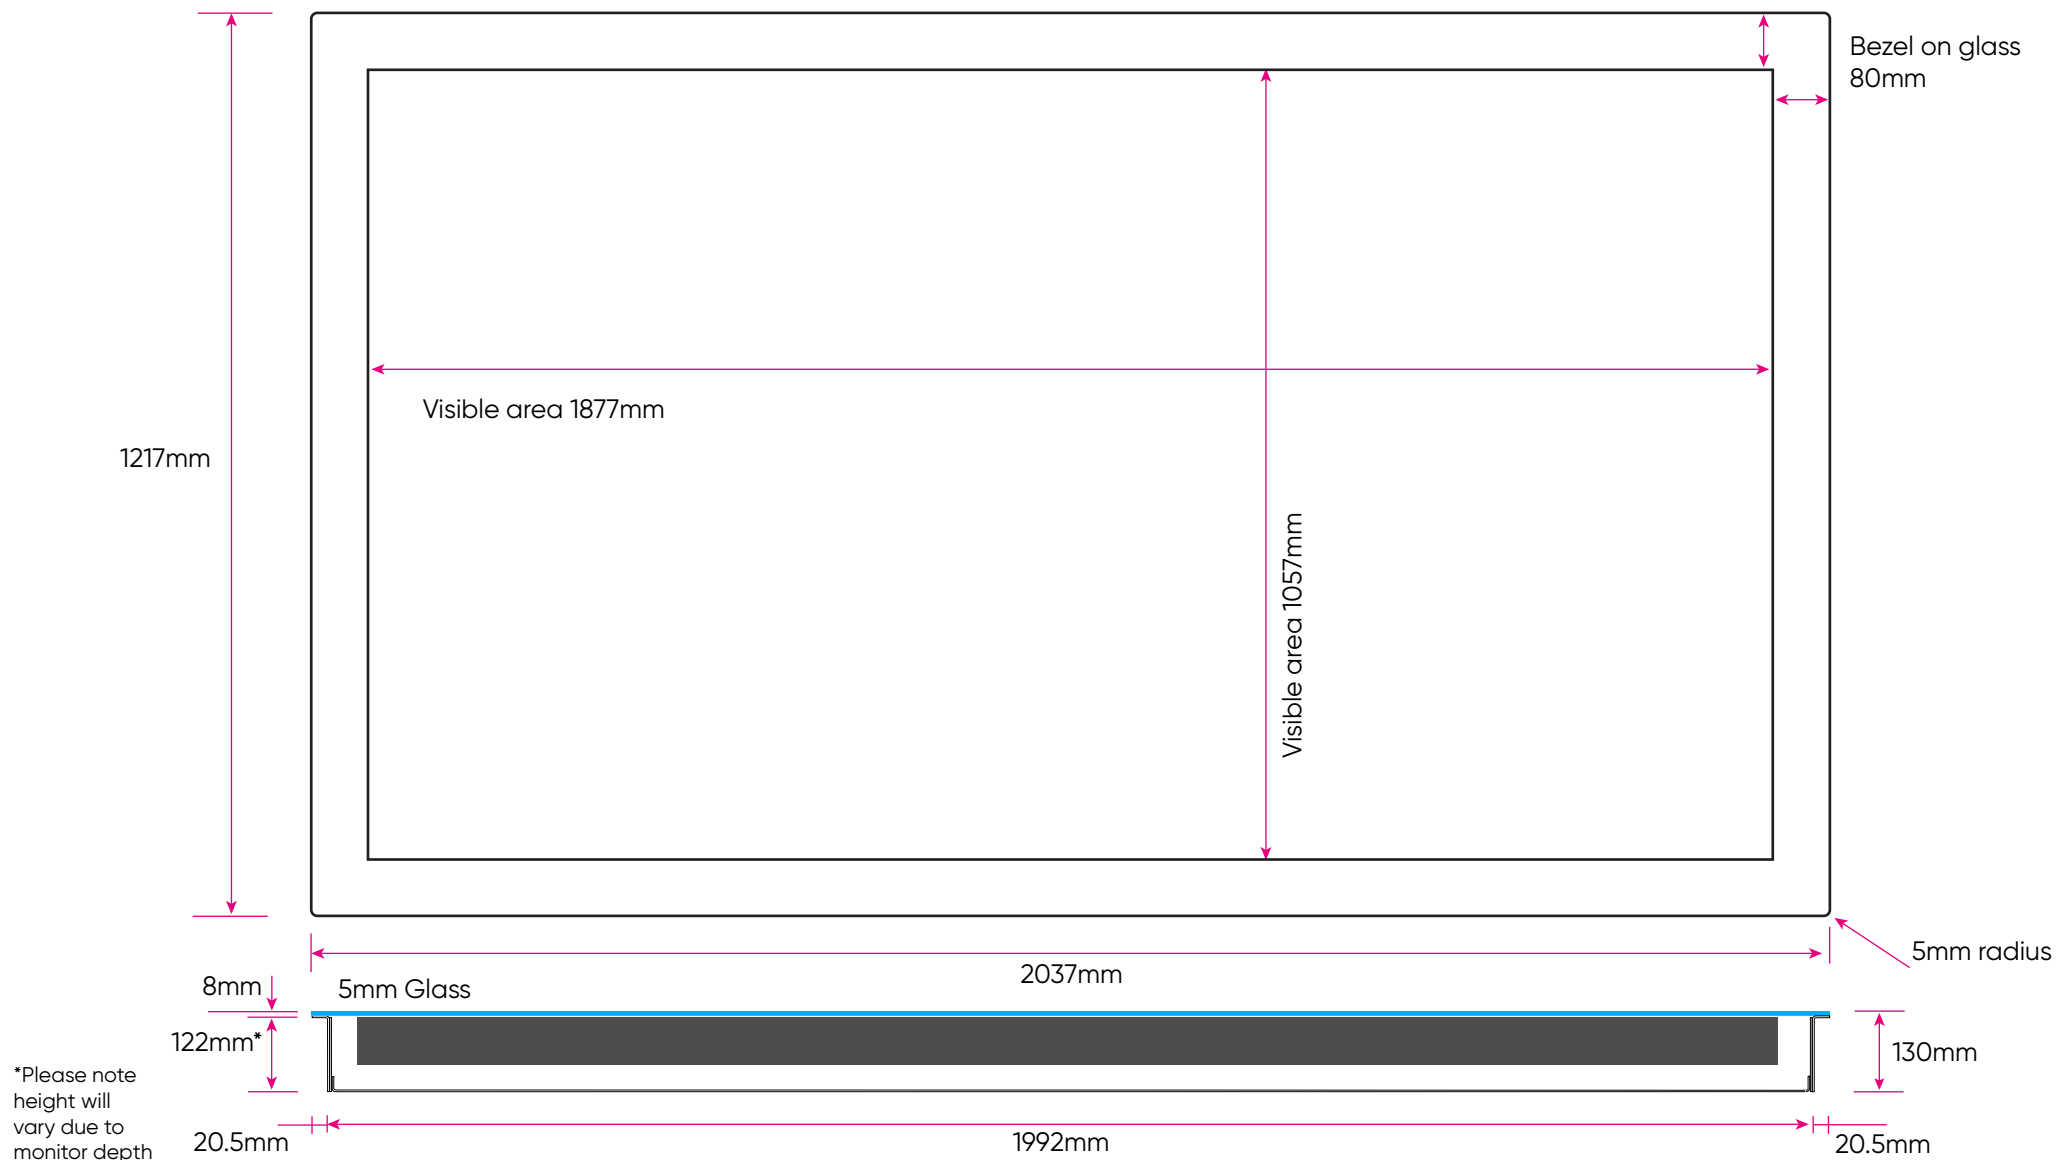 Bezel on glass
80mm
Visible area 1877mm
1217mm
Visible area 1057mm
5mm radius
2037mm
8mm
5mm Glass
122mm*
130mm
*Please note
height will
vary due to
monitor depth
20.5mm
1992mm
20.5mm